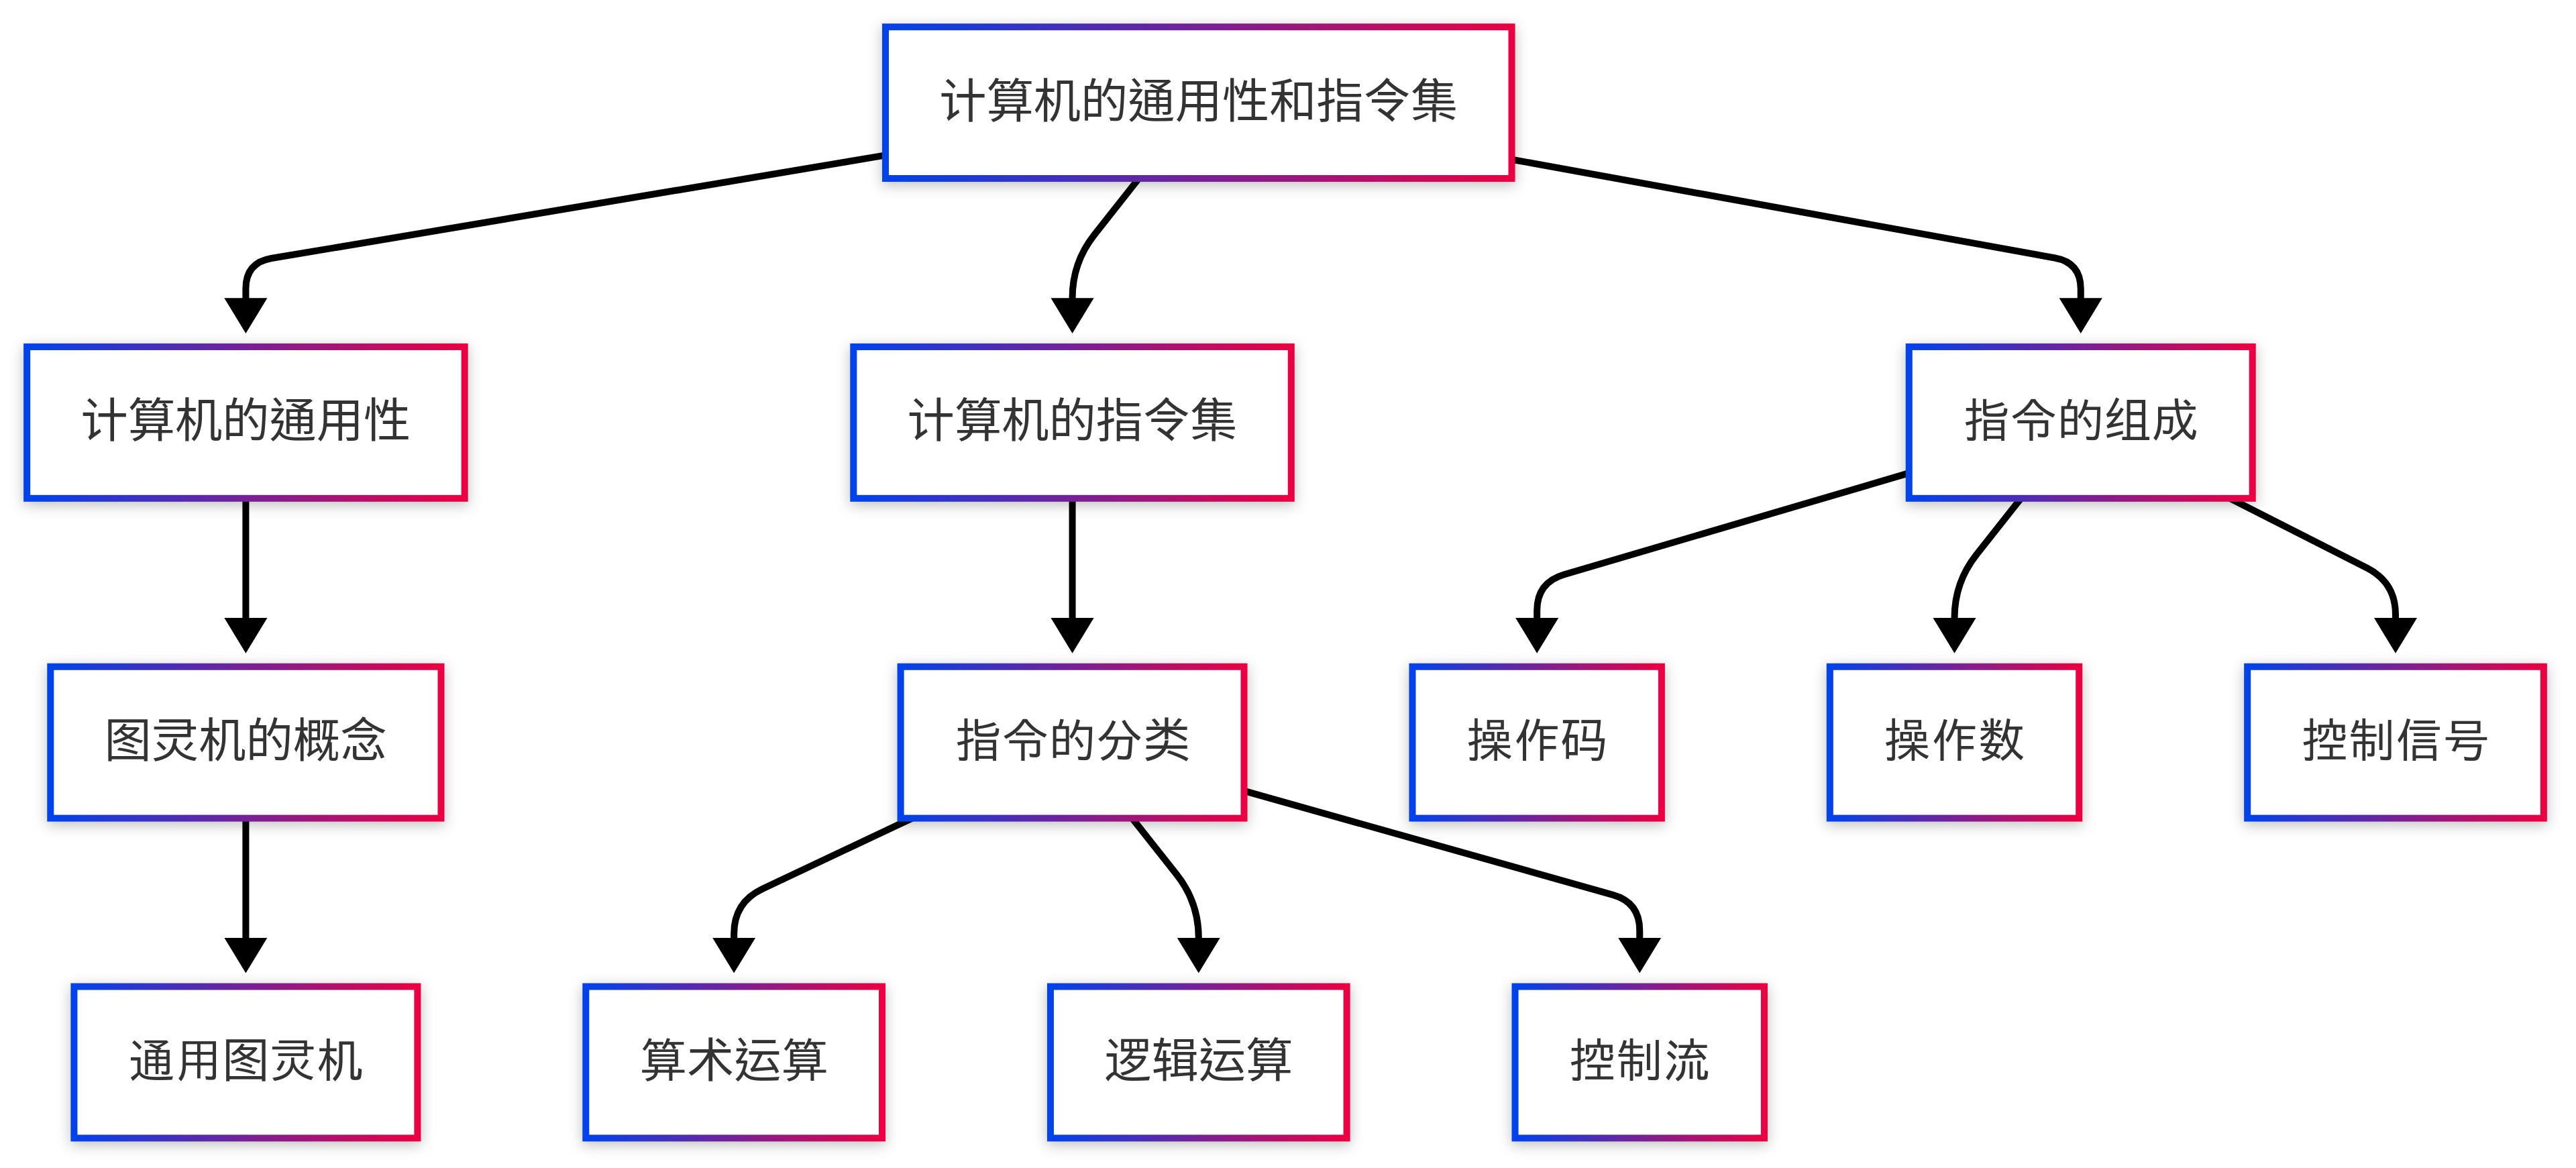 计算机的通用性和指令集
计算机的通用性
计算机的指令集
指令的组成
图灵机的概念
指令的分类
操作码
操作数
控制信号
通用图灵机
算术运算
逻辑运算
控制流